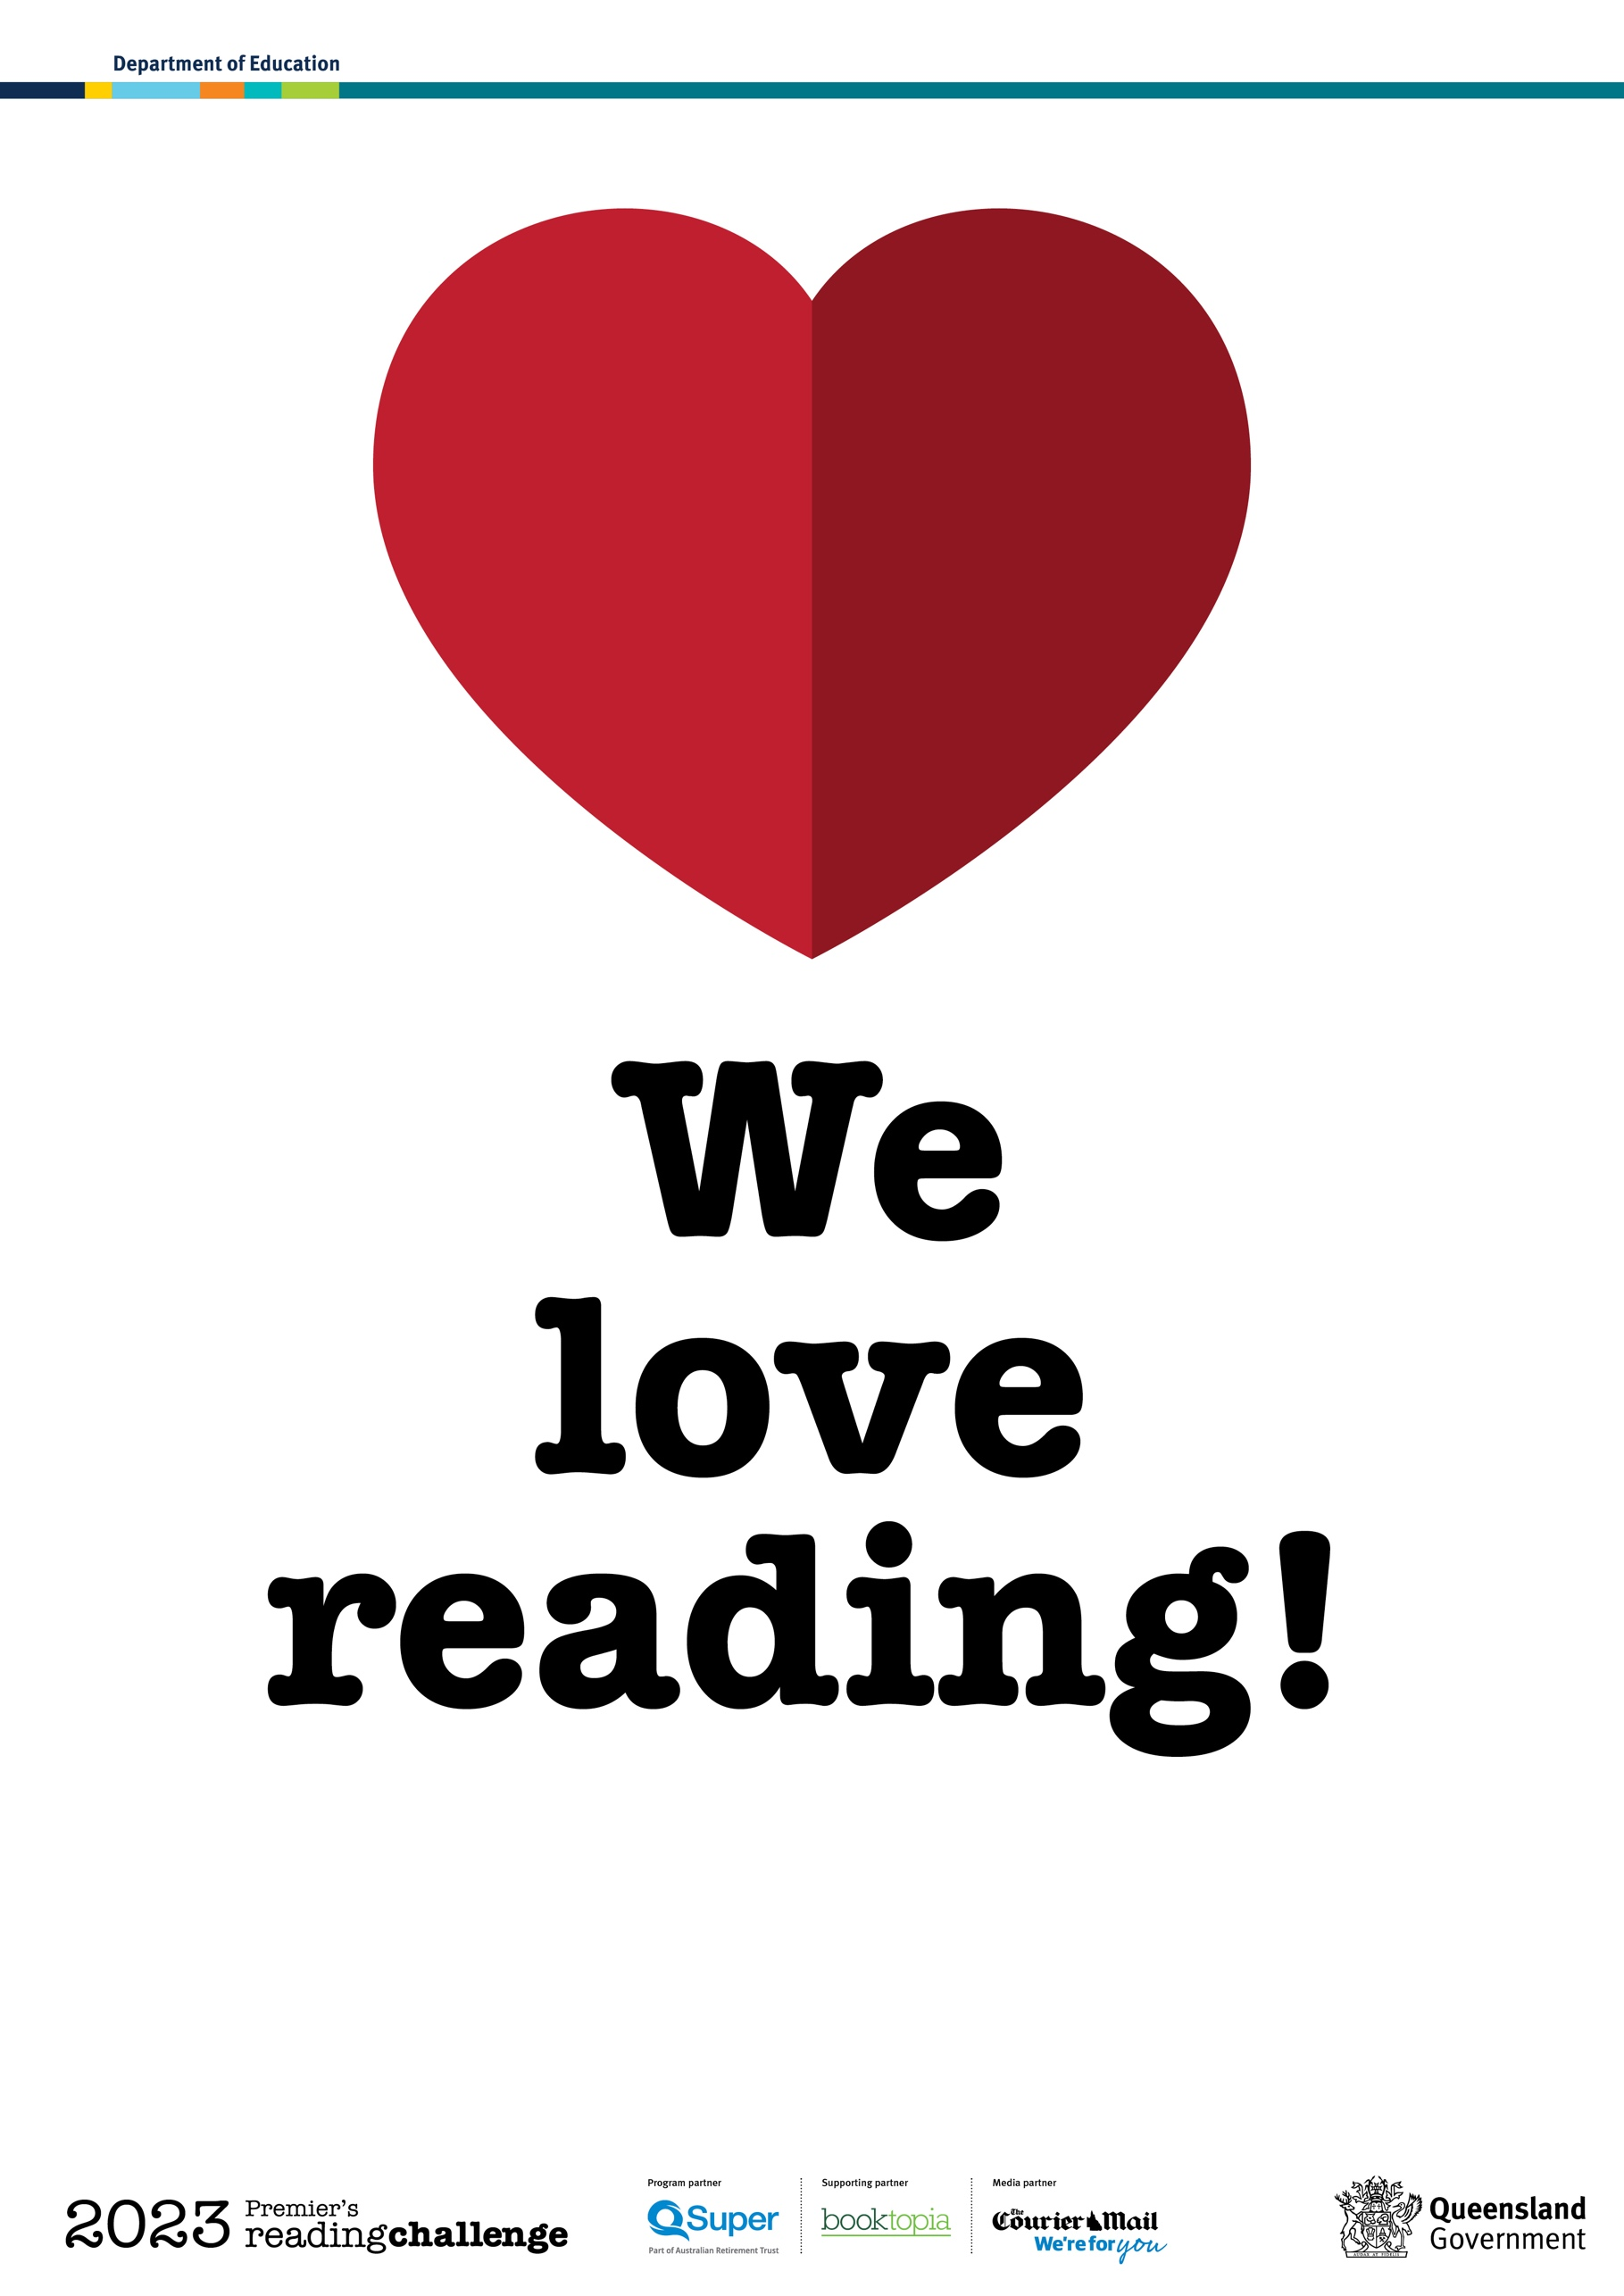 Department of Education
We
love
reading!
2023 Premier's
readingchallenge
Program partner
QSuper
Part of Australian Retirement Trust
Supporting partner
booktopia
Media partner
The Courier Mail
We're for you
Queensland
Government